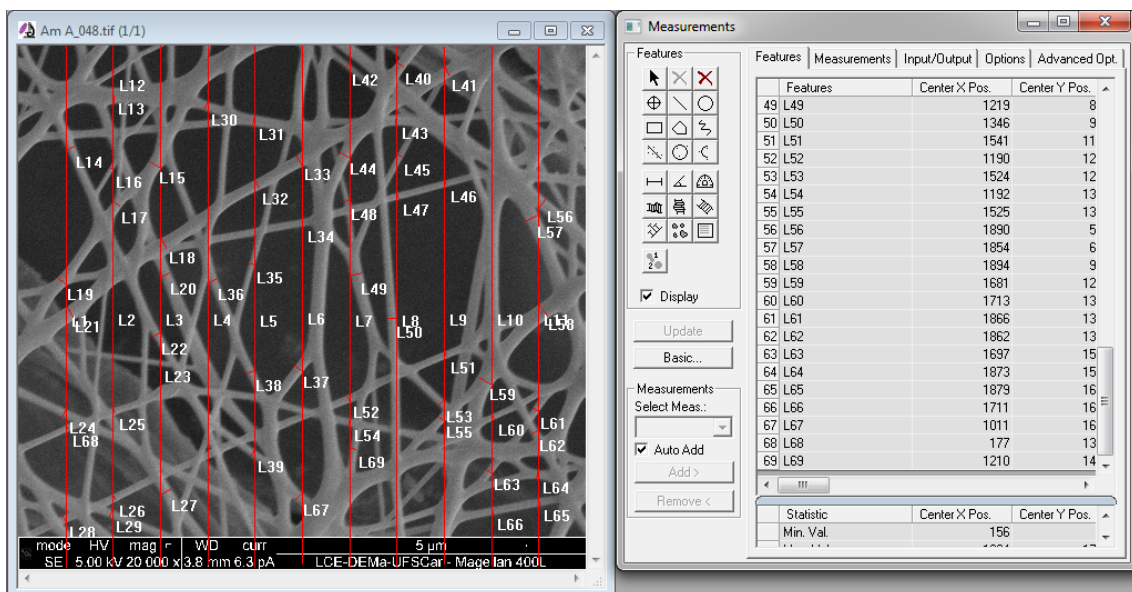 Am A_048.tif (1/1)
L12 L42 L40 L41
L13
L30
L31 L43
L14 L44 L45
L15 L33
L16
L32 L46
L17 L48 L47 L56
L34 L57
L18
L35
L19 L20 L36 L49
L1 L2 L3 L4 L5 L6 L7 L8 L9 L10 L11
L21 L50 L58
L22
L23 L38 L37 L51
L59
L24 L25 L52 L53 L60 L61
L68 L54 L55 L62
L39 L69
L63 L64
L26 L27 L67 L65
L28 L29 L66
mode HV mag WD curr 5 µm
SE 5.00 kV 20 000 x 3.8 mm 6.3 pA LCE-DEMa-UFSCar - Magellan 400L
Measurements
Features
Display
Update
Basic...
Measurements
Select Meas.:
Auto Add
Add >
Remove <
Features Measurements Input/Output Options Advanced Opt.
Features Center X Pos. Center Y Pos.
49 L49 1219 8
50 L50 1346 9
51 L51 1541 11
52 L52 1190 12
53 L53 1524 12
54 L54 1192 13
55 L55 1525 13
56 L56 1890 5
57 L57 1854 6
58 L58 1894 9
59 L59 1681 12
60 L60 1713 13
61 L61 1866 13
62 L62 1862 13
63 L63 1697 15
64 L64 1873 15
65 L65 1879 16
66 L66 1711 16
67 L67 1011 16
68 L68 177 13
69 L69 1210 14
Statistic Center X Pos. Center Y Pos.
Min. Val. 156